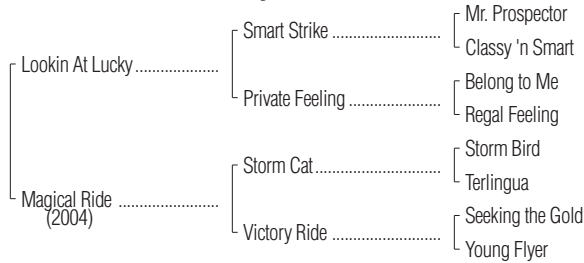 Mr. Prospector
Smart Strike ........................
Classy 'n Smart
Lookin At Lucky ....................
Belong to Me
Private Feeling ....................
Regal Feeling
Storm Bird
Storm Cat ............................
Terlingua
Magical Ride ........................
(2004)
Seeking the Gold
Victory Ride .........................
Young Flyer